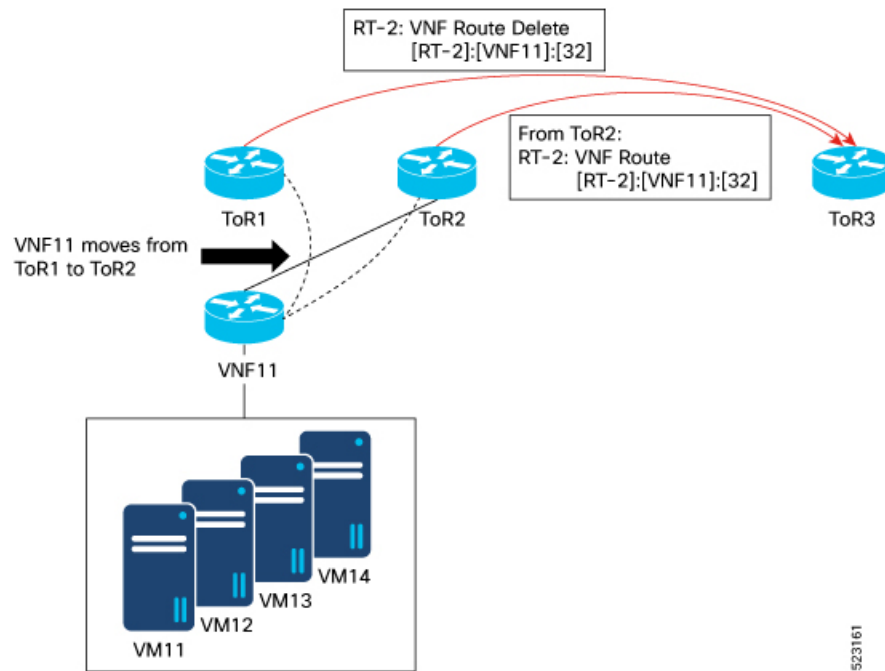 RT-2: VNF Route Delete
[RT-2]:[VNF11]:[32]
From ToR2:
RT-2: VNF Route
[RT-2]:[VNF11]:[32]
ToR1
ToR2
ToR3
VNF11 moves from
ToR1 to ToR2
VNF11
VM14
VM13
VM12
VM11
523161